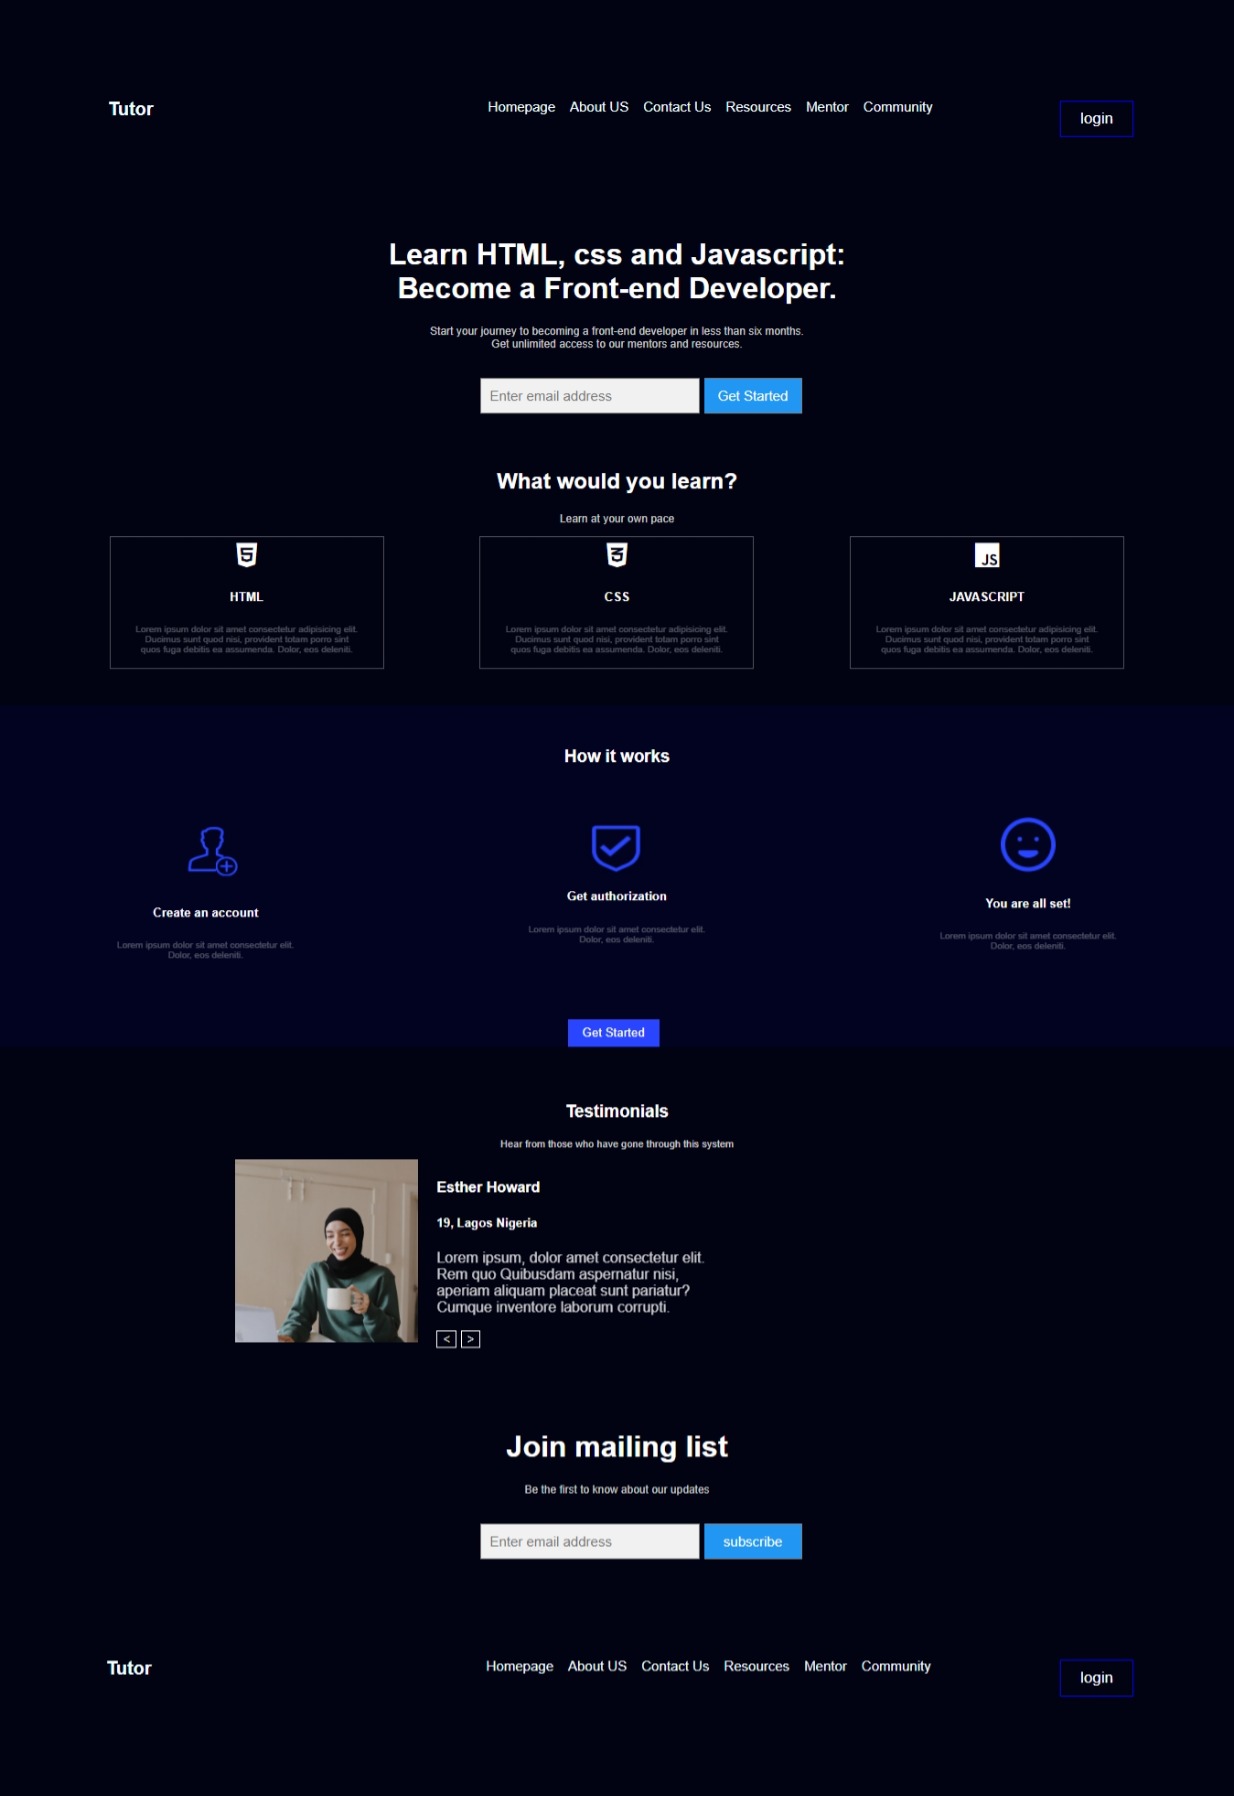 Tutor
Homepage About US Contact Us Resources Mentor Community
login
Learn HTML, css and Javascript:
Become a Front-end Developer.
Start your journey to becoming a front-end developer in less than six months.
Get unlimited access to our mentors and resources.
Enter email address
Get Started
What would you learn?
Learn at your own pace
HTML
Lorem ipsum dolor sit amet consectetur adipisicing elit.
Ducimus sunt quod nisi, provident totam porro sint
quos fuga debitis ea assumenda. Dolor, eos deleniti.
CSS
Lorem ipsum dolor sit amet consectetur adipisicing elit.
Ducimus sunt quod nisi, provident totam porro sint
quos fuga debitis ea assumenda. Dolor, eos deleniti.
JS
JAVASCRIPT
Lorem ipsum dolor sit amet consectetur adipisicing elit.
Ducimus sunt quod nisi, provident totam porro sint
quos fuga debitis ea assumenda. Dolor, eos deleniti.
How it works
Create an account
Lorem ipsum dolor sit amet consectetur elit.
Dolor, eos deleniti.
Get authorization
Lorem ipsum dolor sit amet consectetur elit.
Dolor, eos deleniti.
You are all set!
Lorem ipsum dolor sit amet consectetur elit.
Dolor, eos deleniti.
Get Started
Testimonials
Hear from those who have gone through this system
Esther Howard
19, Lagos Nigeria
Lorem ipsum, dolor amet consectetur elit.
Rem quo Quibusdam aspernatur nisi,
aperiam aliquam placeat sunt pariatur?
Cumque inventore laborum corrupti.
< >
Join mailing list
Be the first to know about our updates
Enter email address
subscribe
Tutor
Homepage About US Contact Us Resources Mentor Community
login